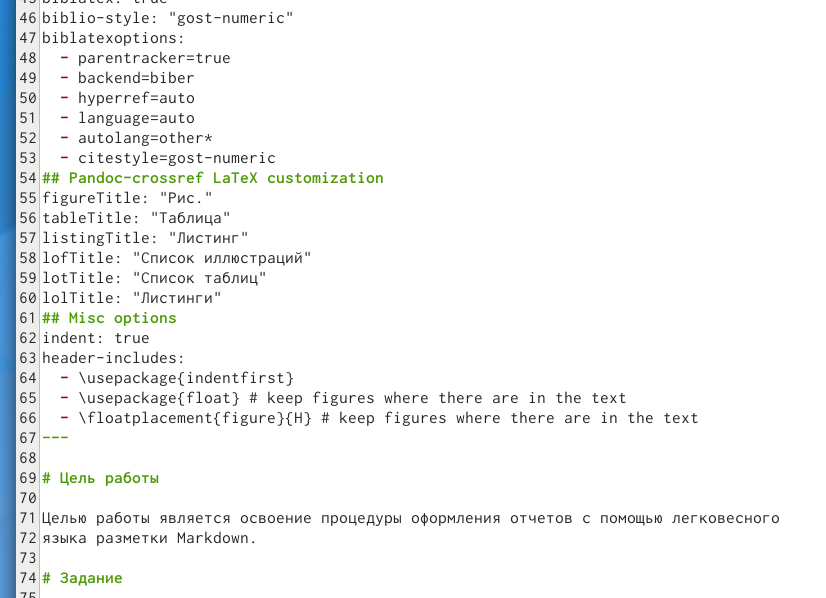 45 biblatex: true
46 biblio-style: "gost-numeric"
47 biblatexoptions:
48   - parentracker=true
49   - backend=biber
50   - hyperref=auto
51   - language=auto
52   - autolang=other*
53   - citestyle=gost-numeric
54 ## Pandoc-crossref LaTeX customization
55 figureTitle: "Рис."
56 tableTitle: "Таблица"
57 listingTitle: "Листинг"
58 lofTitle: "Список иллюстраций"
59 lotTitle: "Список таблиц"
60 lolTitle: "Листинги"
61 ## Misc options
62 indent: true
63 header-includes:
64   - \usepackage{indentfirst}
65   - \usepackage{float} # keep figures where there are in the text
66   - \floatplacement{figure}{H} # keep figures where there are in the text
67 ---
68
69 # Цель работы
70
71 Целью работы является освоение процедуры оформления отчетов с помощью легковесного
72 языка разметки Markdown.
73
74 # Задание
75